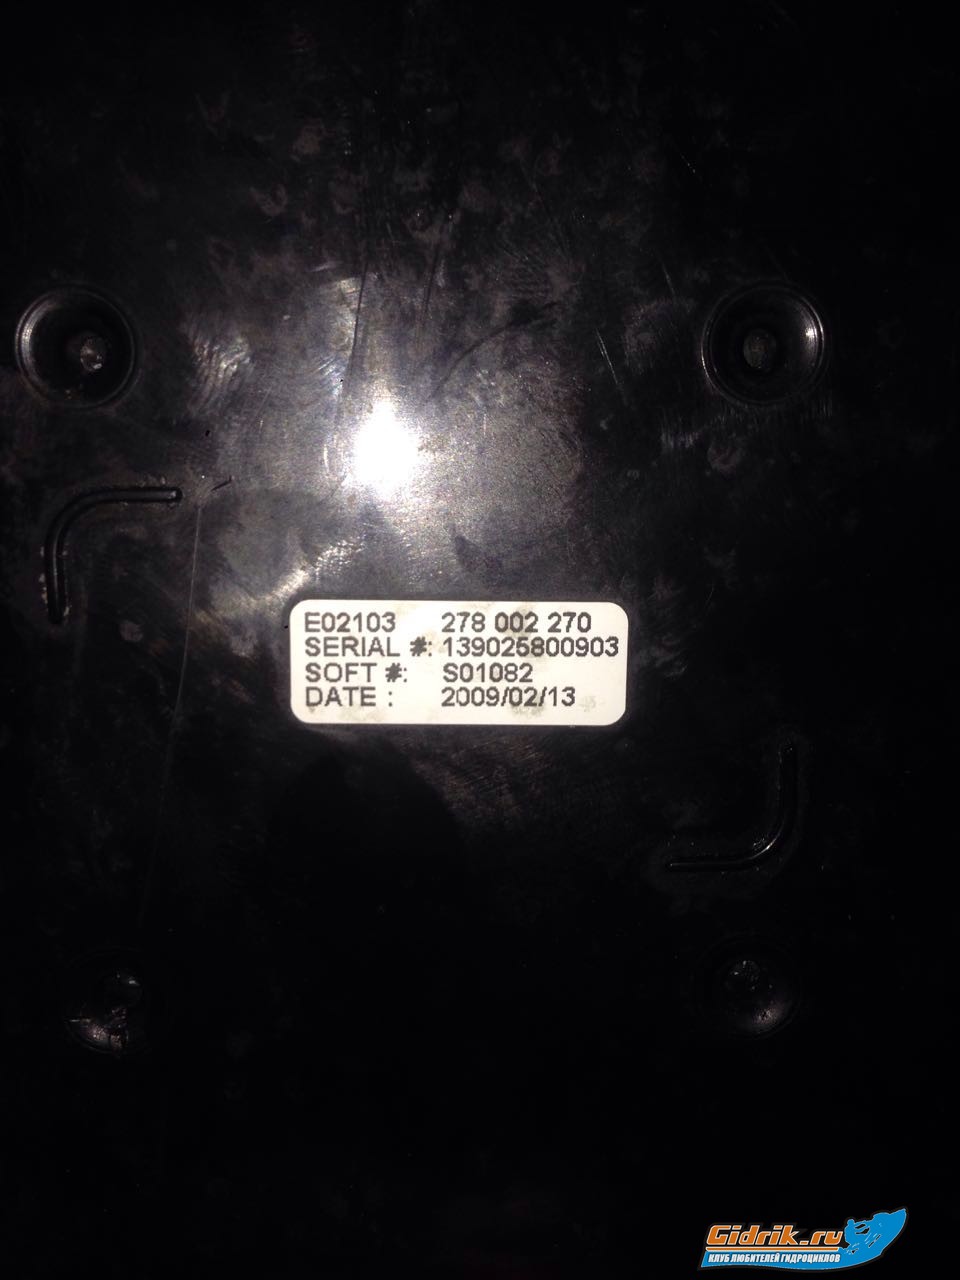 E02103 278 002 270
SERIAL #: 139025800903
SOFT #: S01082
DATE : 2009/02/13
Gidrik.ru
КЛУБ ЛЮБИТЕЛЕЙ ГИДРОЦИКЛОВ